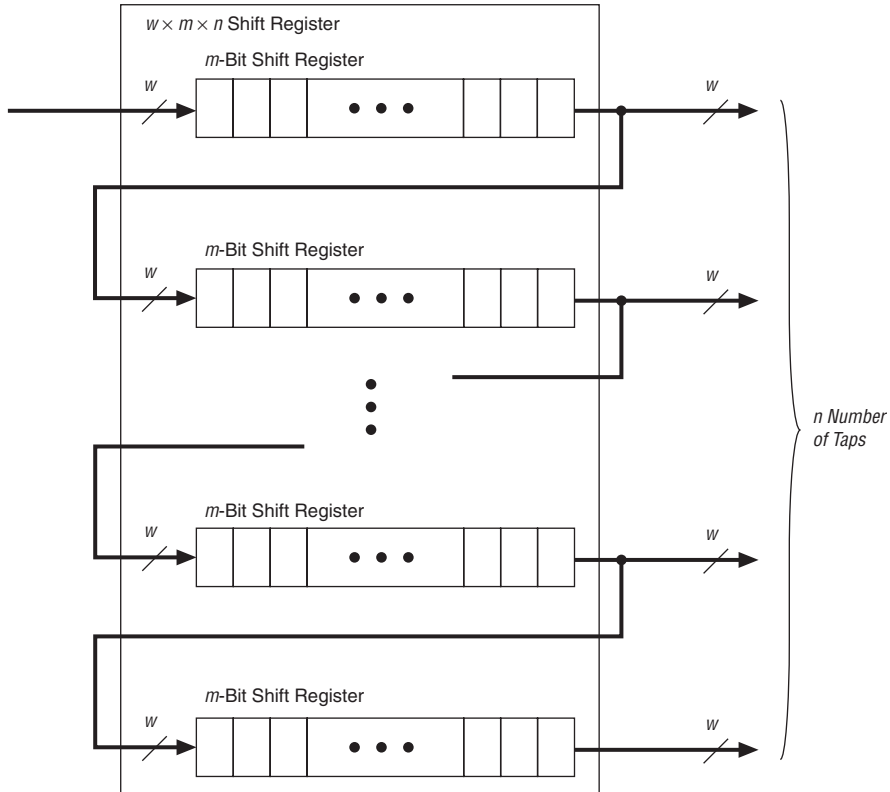 w × m × n Shift Register
m-Bit Shift Register
w
w
m-Bit Shift Register
w
w
n Number
of Taps
m-Bit Shift Register
w
w
m-Bit Shift Register
w
w